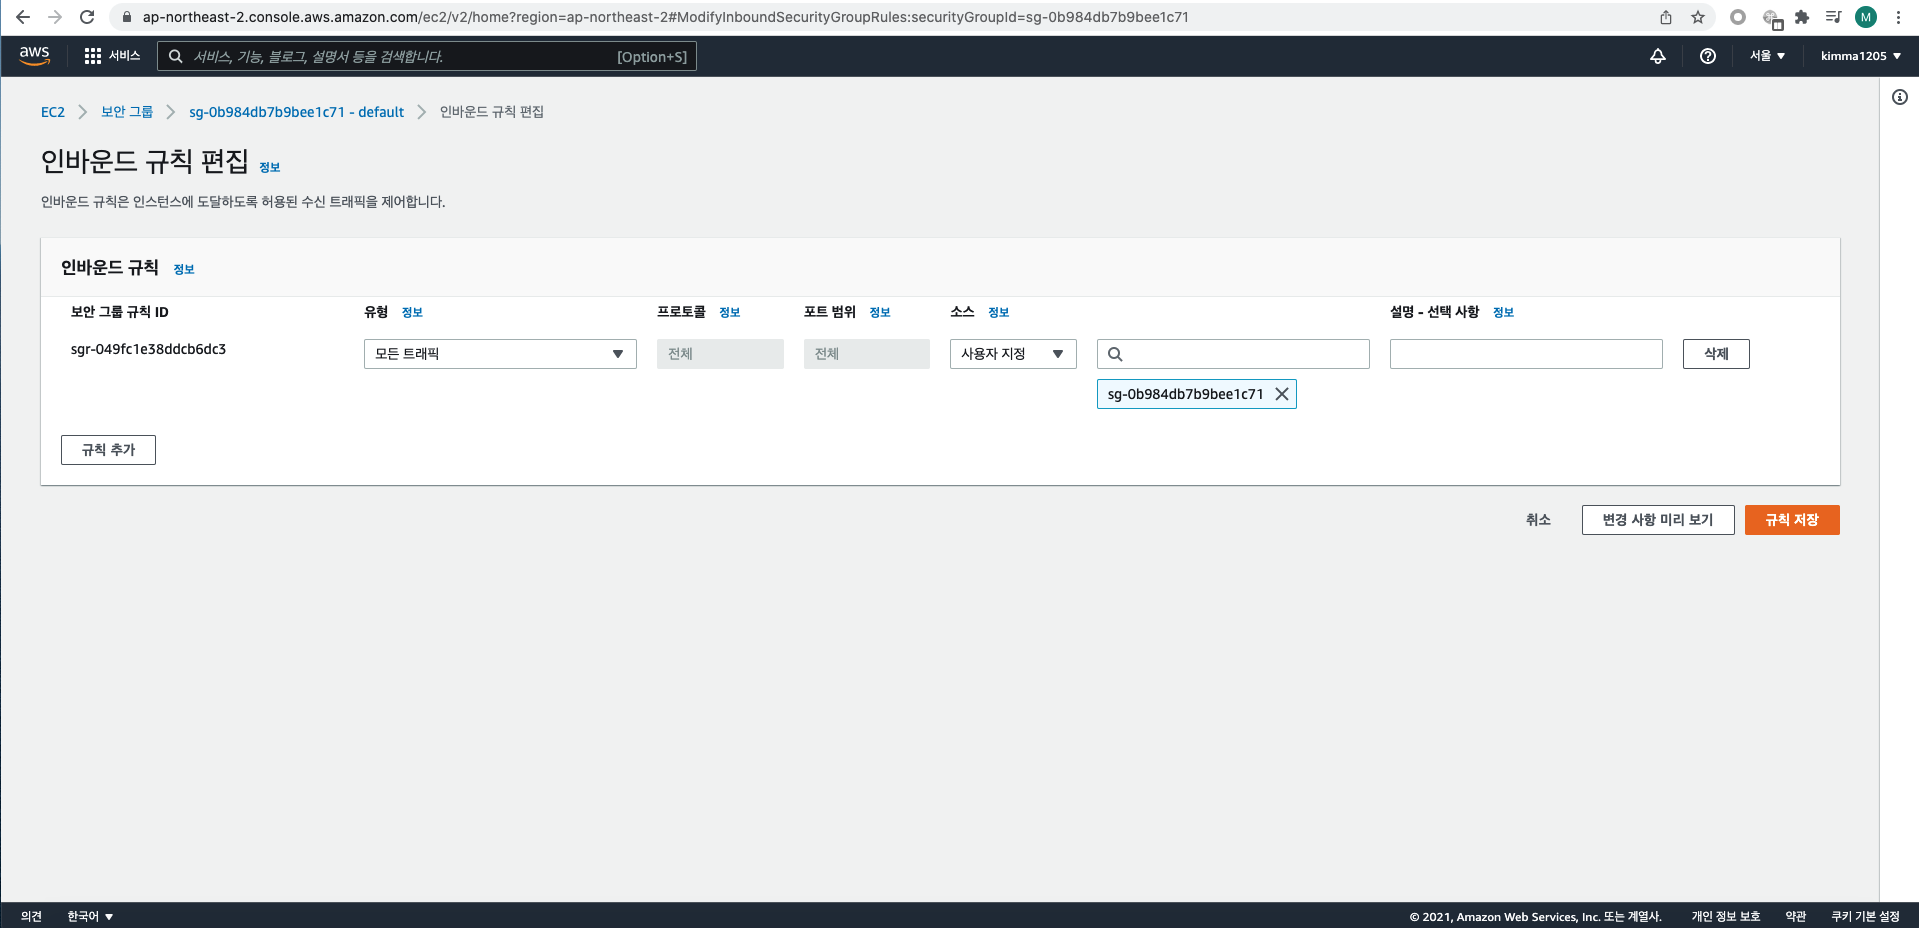 ap-northeast-2.console.aws.amazon.com/ec2/v2/home?region=ap-northeast-2#ModifyInboundSecurityGroupRules:securityGroupId=sg-0b984db7b9bee1c71
M
aws 서비스 서비스, 기능, 블로그, 설명서 등을 검색합니다. [Option+S] 서울 kimma1205
EC2 보안 그룹 sg-0b984db7b9bee1c71 - default 인바운드 규칙 편집
인바운드 규칙 편집 정보
인바운드 규칙은 인스턴스에 도달하도록 허용된 수신 트래픽을 제어합니다.
인바운드 규칙 정보
보안 그룹 규칙 ID 유형 정보 프로토콜 정보 포트 범위 정보 소스 정보 설명 - 선택 사항 정보
sgr-049fc1e38ddcb6dc3 모든 트래픽 전체 전체 사용자 지정 삭제
sg-0b984db7b9bee1c71
규칙 추가
취소 변경 사항 미리 보기 규칙 저장
의견 한국어 © 2021, Amazon Web Services, Inc. 또는 계열사. 개인 정보 보호 약관 쿠키 기본 설정